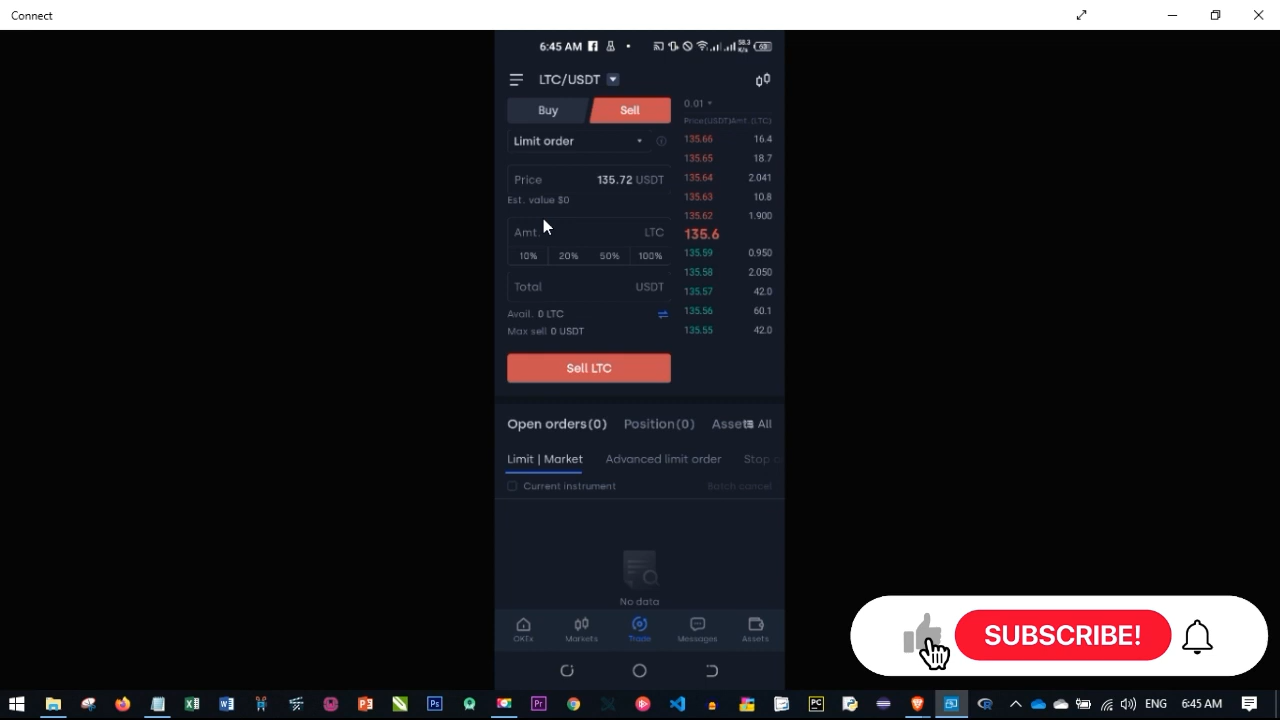 Connect
6:45 AM
58.3
K/s
63
LTC/USDT
Buy
Sell
0.01
Price(USDT)Amt.(LTC)
Limit order
135.66 16.4
135.65 18.7
Price 135.72 USDT
135.64 2.041
Est. value $0
135.63 10.8
135.62 1.900
Amt. LTC
135.6
10% 20% 50% 100%
135.59 0.950
135.58 2.050
Total USDT
135.57 42.0
Avail. 0 LTC
135.56 60.1
Max sell 0 USDT
135.55 42.0
Sell LTC
Open orders(0) Position(0) Assets All
Limit | Market Advanced limit order Stop o
Current instrument Batch cancel
No data
OKEx Markets Trade Messages Assets
SUBSCRIBE!
ENG 6:45 AM